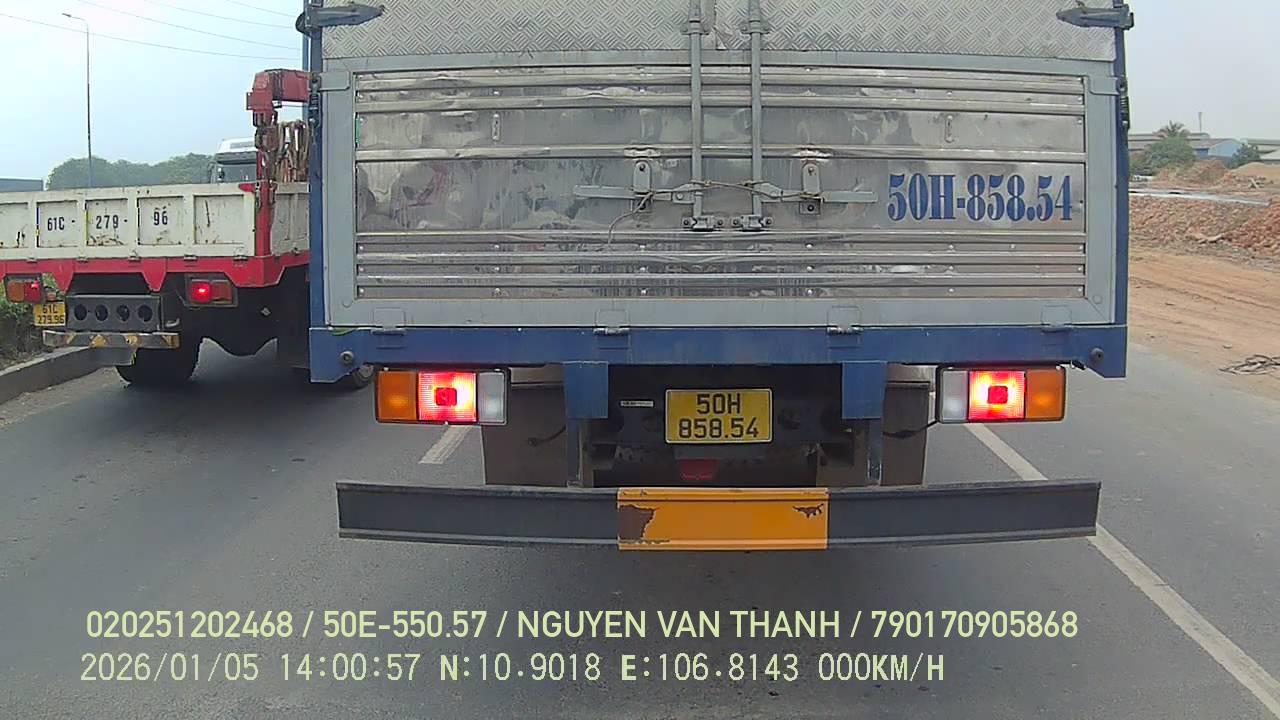 61C - 279 - 96
50H-858.54
61C
279.96
50H
858.54
020251202468 / 50E-550.57 / NGUYEN VAN THANH / 790170905868
2026/01/05 14:00:57 N:10.9018 E:106.8143 000KM/H